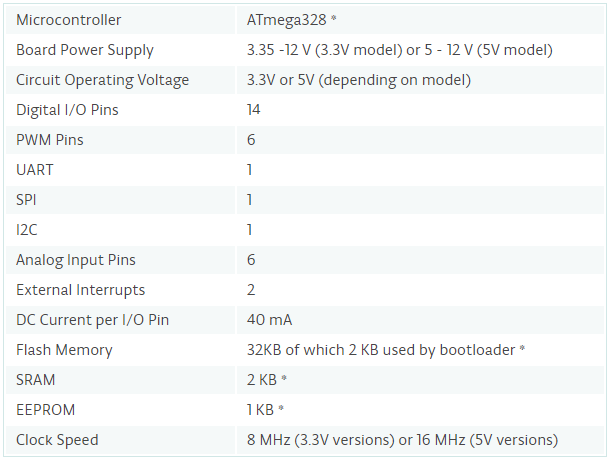 Microcontroller ATmega328 *
Board Power Supply 3.35 -12 V (3.3V model) or 5 - 12 V (5V model)
Circuit Operating Voltage 3.3V or 5V (depending on model)
Digital I/O Pins 14
PWM Pins 6
UART 1
SPI 1
I2C 1
Analog Input Pins 6
External Interrupts 2
DC Current per I/O Pin 40 mA
Flash Memory 32KB of which 2 KB used by bootloader *
SRAM 2 KB *
EEPROM 1 KB *
Clock Speed 8 MHz (3.3V versions) or 16 MHz (5V versions)